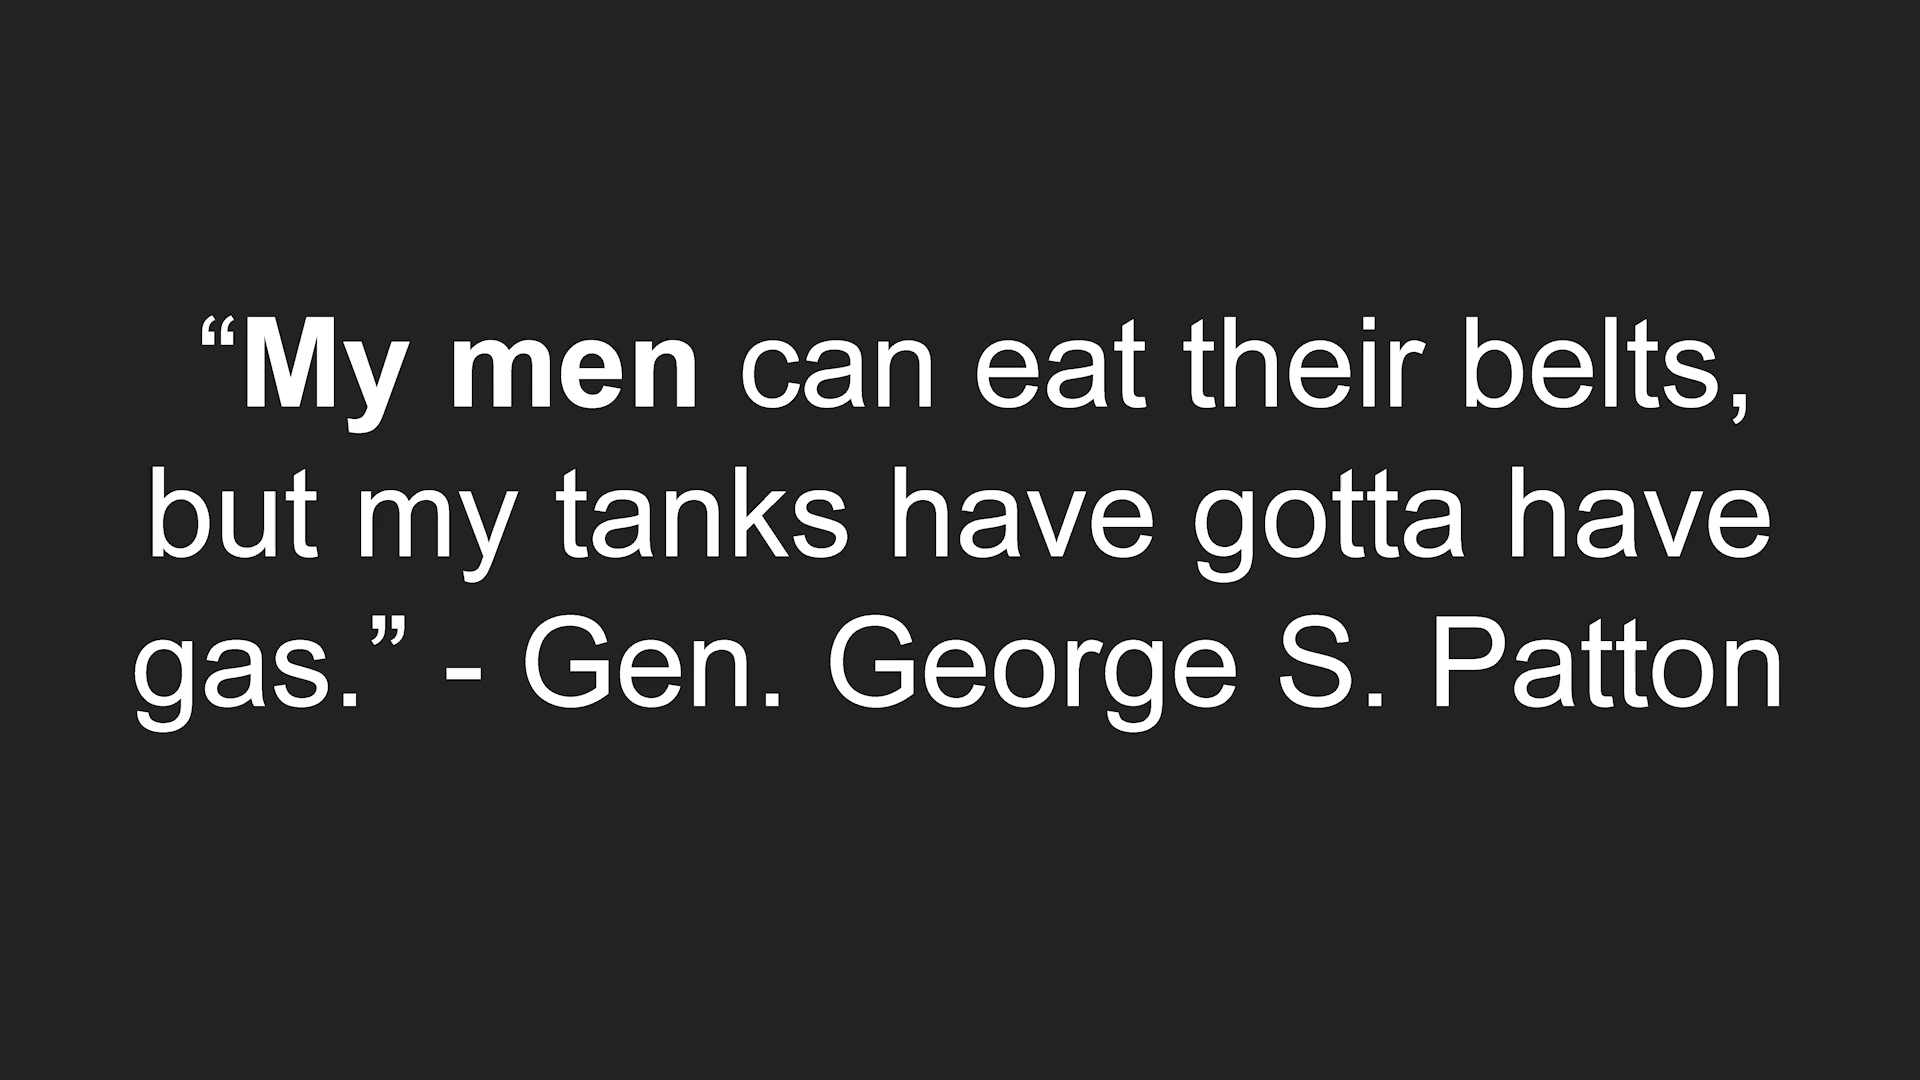 “My men can eat their belts,
but my tanks have gotta have
gas.” - Gen. George S. Patton